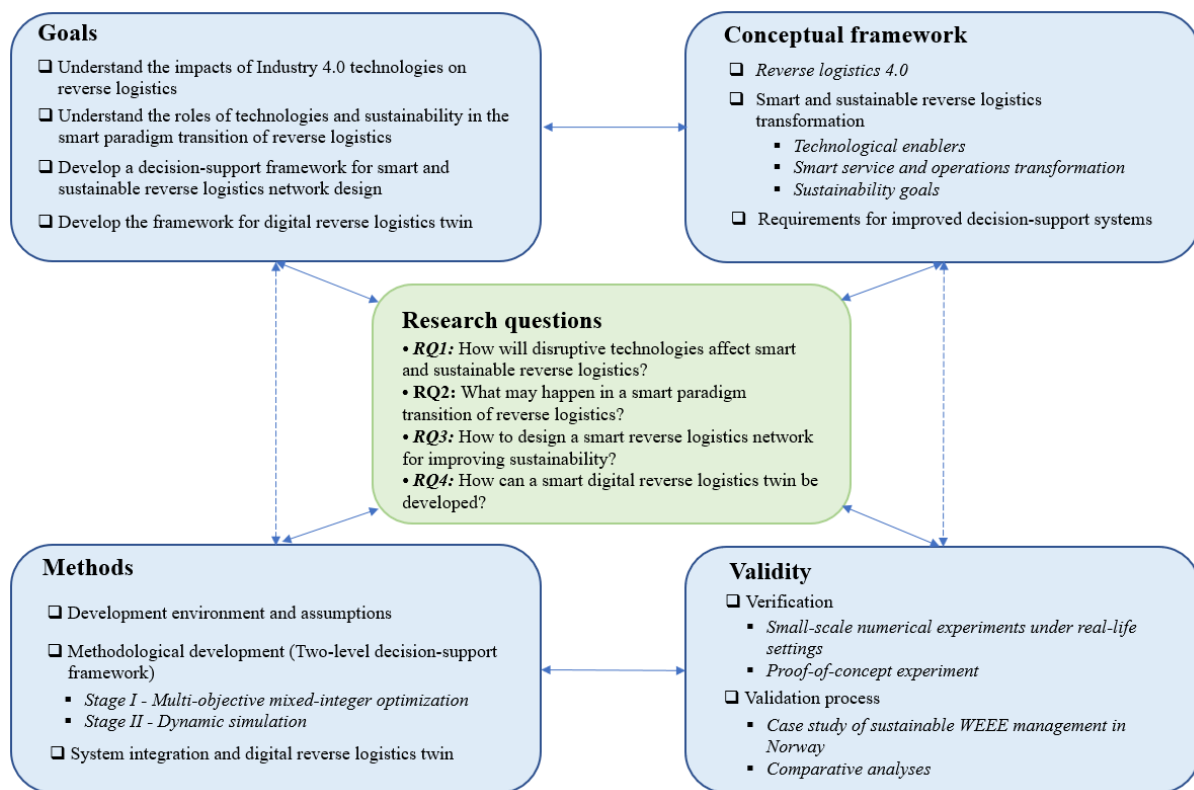 Goals
❑ Understand the impacts of Industry 4.0 technologies on
reverse logistics
❑ Understand the roles of technologies and sustainability in the
smart paradigm transition of reverse logistics
❑ Develop a decision-support framework for smart and
sustainable reverse logistics network design
❑ Develop the framework for digital reverse logistics twin
Conceptual framework
❑ Reverse logistics 4.0
❑ Smart and sustainable reverse logistics
transformation
▪ Technological enablers
▪ Smart service and operations transformation
▪ Sustainability goals
❑ Requirements for improved decision-support systems
Research questions
• RQ1: How will disruptive technologies affect smart
and sustainable reverse logistics?
• RQ2: What may happen in a smart paradigm
transition of reverse logistics?
• RQ3: How to design a smart reverse logistics network
for improving sustainability?
• RQ4: How can a smart digital reverse logistics twin be
developed?
Methods
❑ Development environment and assumptions
❑ Methodological development (Two-level decision-support
framework)
▪ Stage I - Multi-objective mixed-integer optimization
▪ Stage II - Dynamic simulation
❑ System integration and digital reverse logistics twin
Validity
❑ Verification
▪ Small-scale numerical experiments under real-life
settings
▪ Proof-of-concept experiment
❑ Validation process
▪ Case study of sustainable WEEE management in
Norway
▪ Comparative analyses